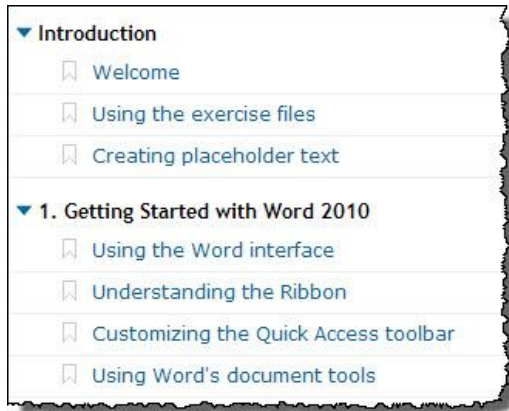 Introduction
Welcome
Using the exercise files
Creating placeholder text
1. Getting Started with Word 2010
Using the Word interface
Understanding the Ribbon
Customizing the Quick Access toolbar
Using Word's document tools